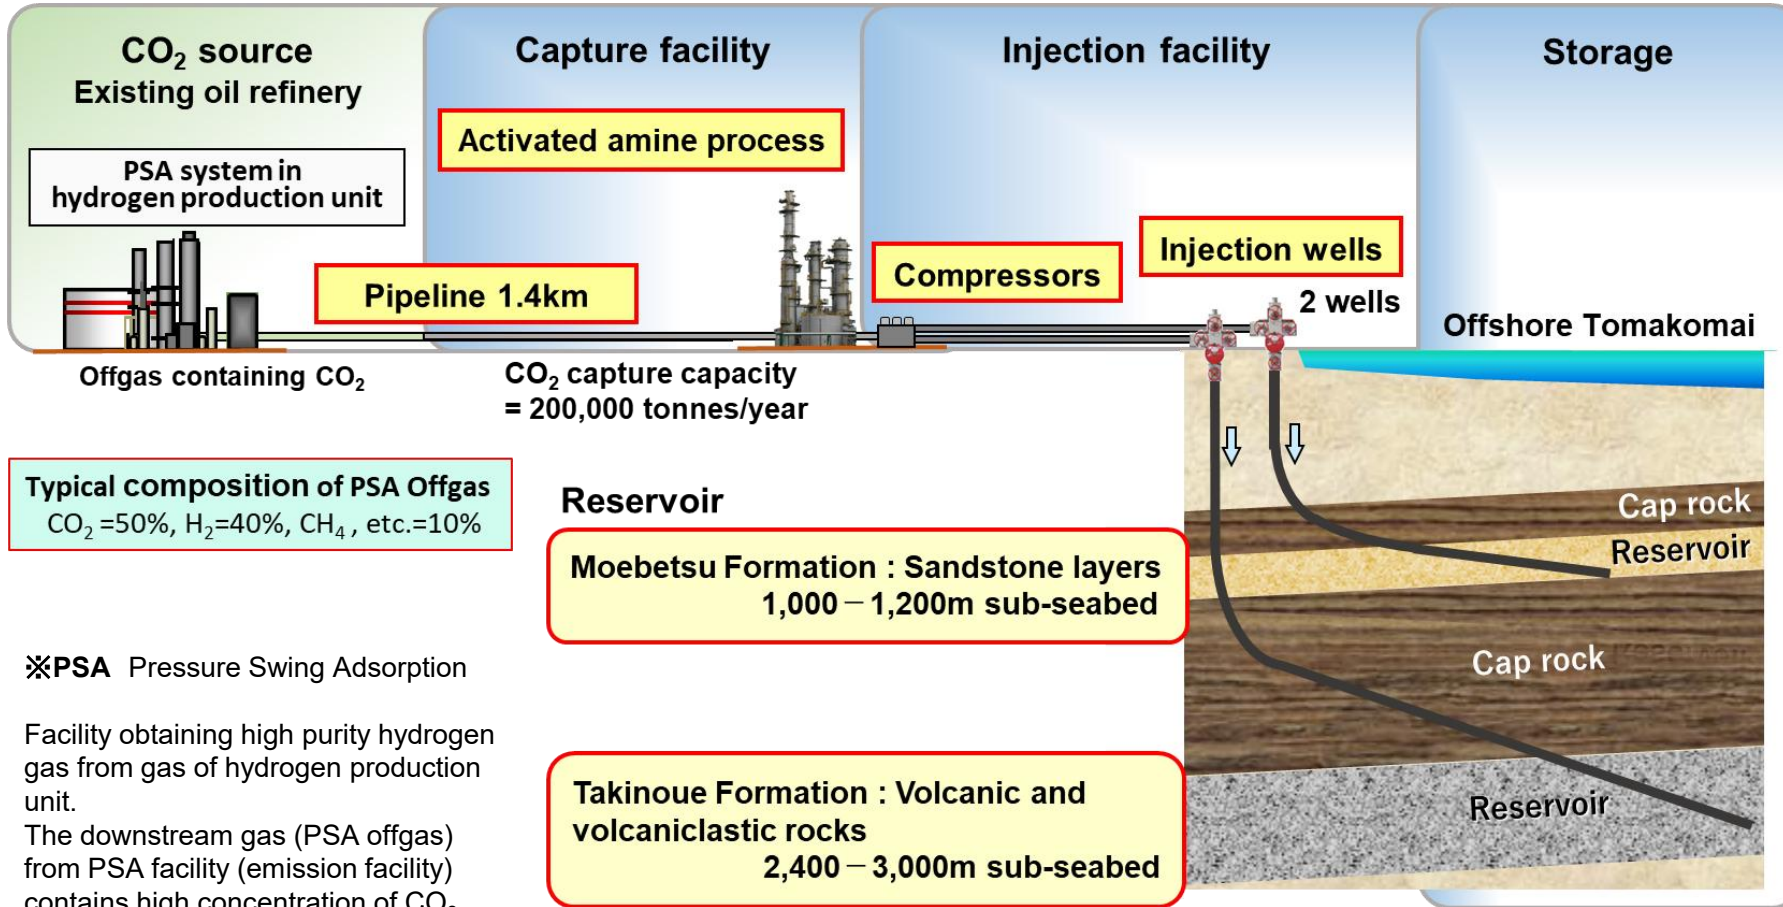 CO₂ source
Existing oil refinery
Capture facility
Injection facility
Storage
Activated amine process
PSA system in
hydrogen production unit
Pipeline 1.4km
Compressors
Injection wells
2 wells
Offshore Tomakomai
Offgas containing CO₂
CO₂ capture capacity
= 200,000 tonnes/year
Typical composition of PSA Offgas
CO₂ =50%, H₂=40%, CH₄ , etc.=10%
Reservoir
Moebetsu Formation : Sandstone layers
1,000－1,200m sub-seabed
Takinoue Formation : Volcanic and
volcaniclastic rocks
2,400－3,000m sub-seabed
Cap rock
Reservoir
Cap rock
Reservoir
※PSA Pressure Swing Adsorption
Facility obtaining high purity hydrogen
gas from gas of hydrogen production
unit.
The downstream gas (PSA offgas)
from PSA facility (emission facility)
contains high concentration of CO₂